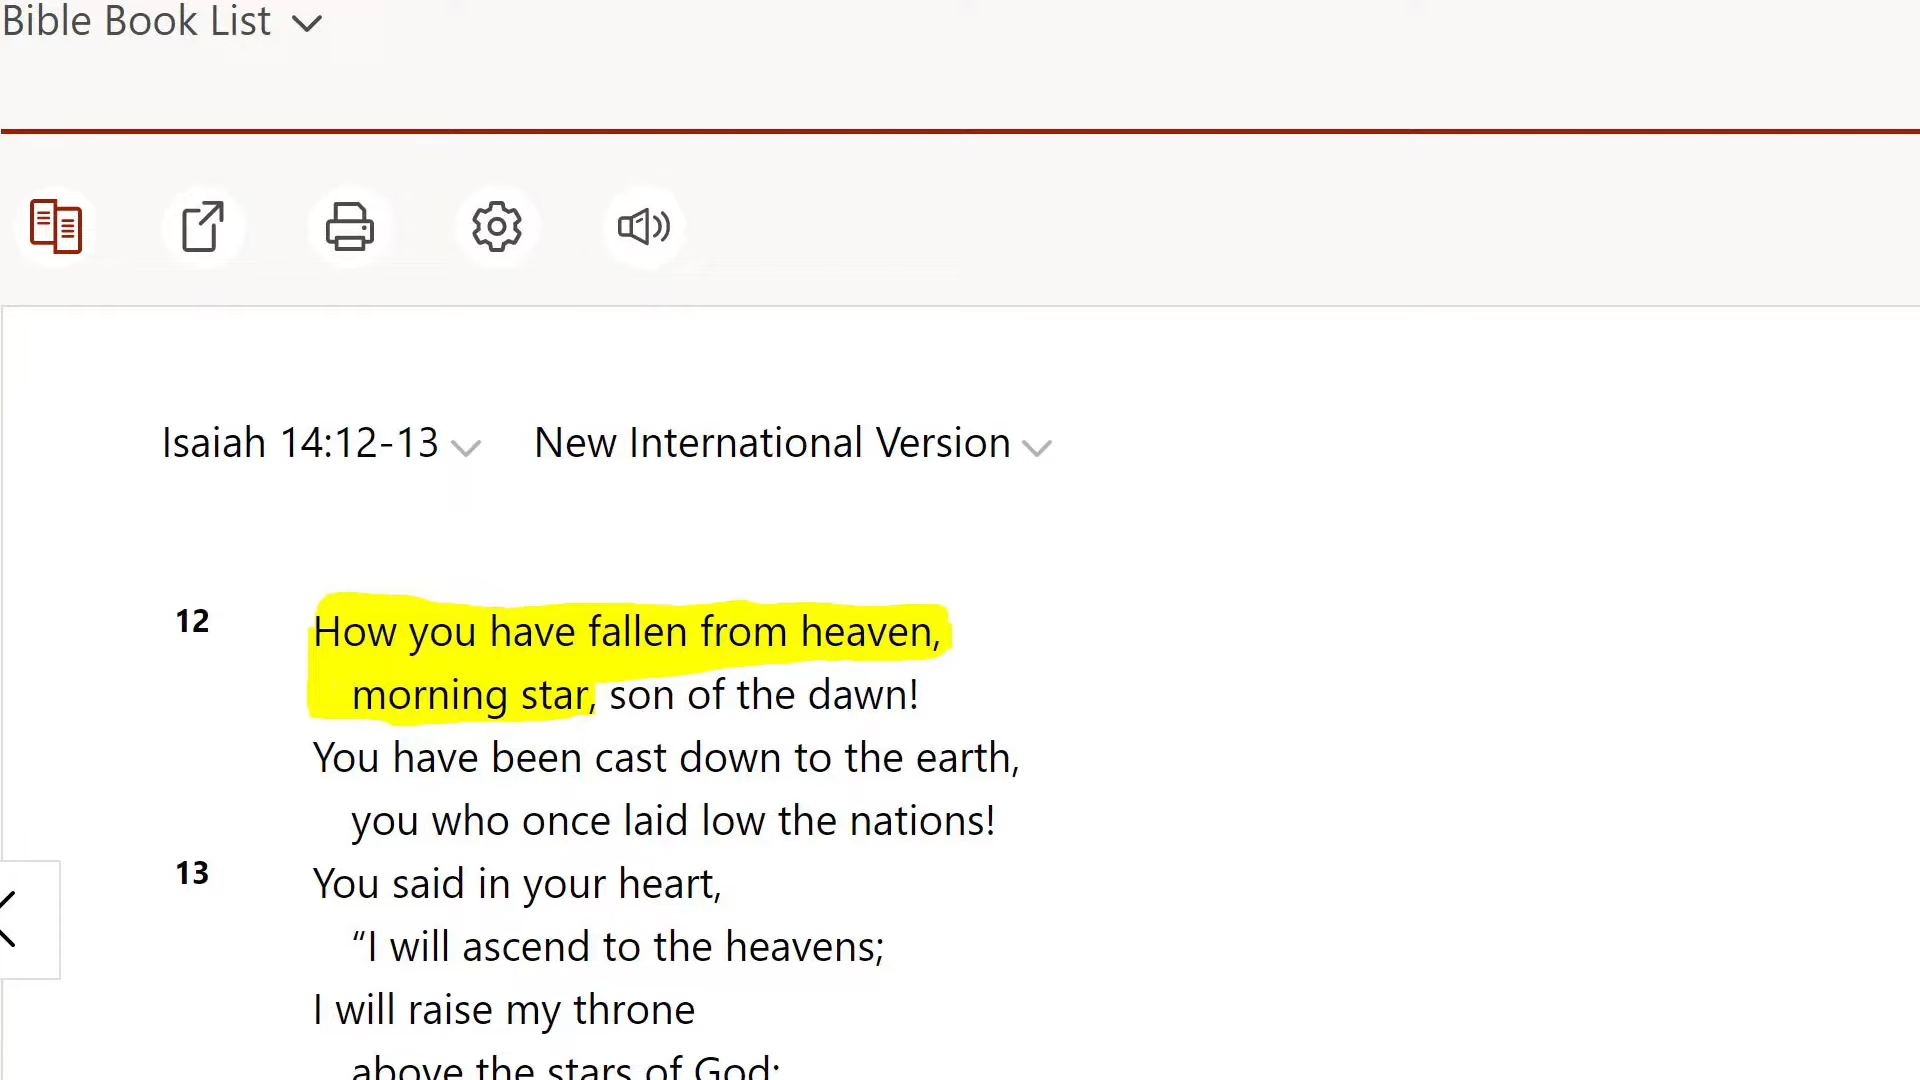 Bible Book List
Isaiah 14:12-13 New International Version
12 How you have fallen from heaven,
morning star, son of the dawn!
You have been cast down to the earth,
you who once laid low the nations!
13 You said in your heart,
“I will ascend to the heavens;
I will raise my throne
above the stars of God;